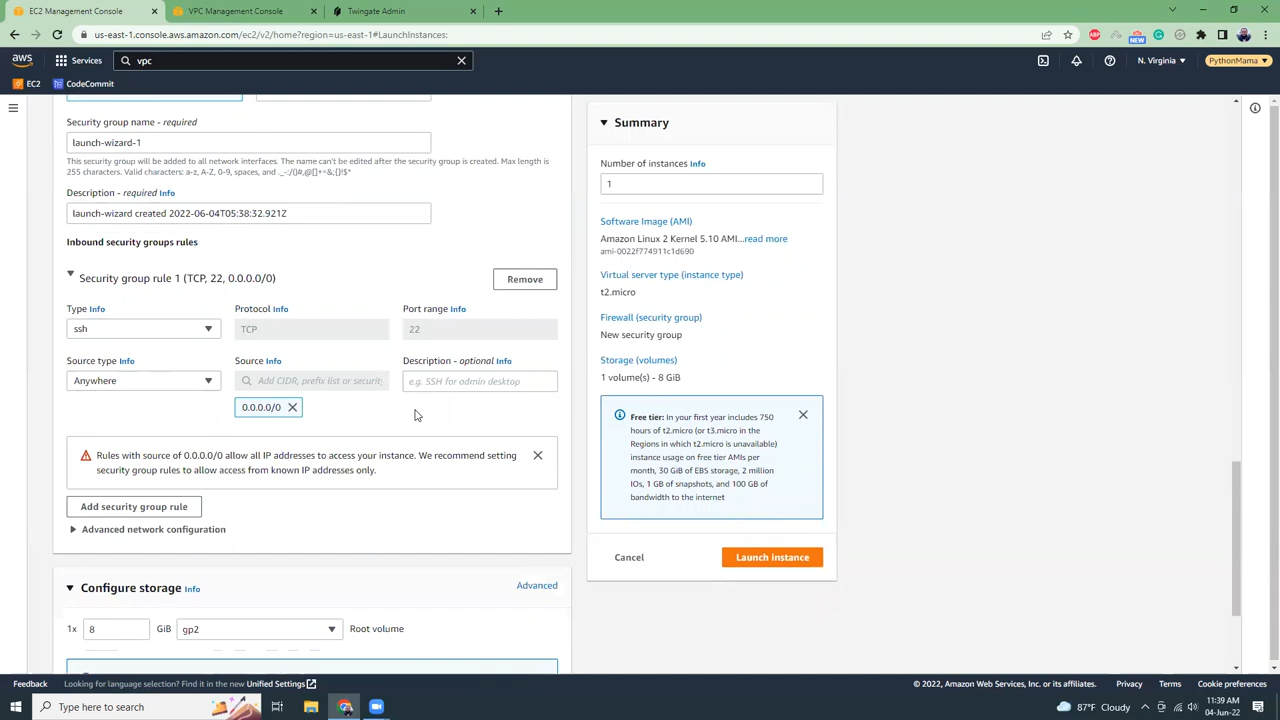 EC2 Management Console
VPC Management Console
Twingate Admin
us-east-1.console.aws.amazon.com/ec2/v2/home?region=us-east-1#LaunchInstances:
aws
Services
vpc
N. Virginia
PythonMama
EC2
CodeCommit
Security group name - required
launch-wizard-1
This security group will be added to all network interfaces. The name can't be edited after the security group is created. Max length is
255 characters. Valid characters: a-z, A-Z, 0-9, spaces, and ._-:/()#,@[]+=&;{}!$*
Description - required Info
launch-wizard created 2022-06-04T05:38:32.921Z
Inbound security groups rules
Security group rule 1 (TCP, 22, 0.0.0.0/0)
Remove
Type Info
Protocol Info
Port range Info
ssh
TCP
22
Source type Info
Source Info
Description - optional Info
Anywhere
Add CIDR, prefix list or security
e.g. SSH for admin desktop
0.0.0.0/0
Rules with source of 0.0.0.0/0 allow all IP addresses to access your instance. We recommend setting
security group rules to allow access from known IP addresses only.
Add security group rule
Advanced network configuration
Configure storage Info
Advanced
1x
8
GiB
gp2
Root volume
Summary
Number of instances Info
1
Software Image (AMI)
Amazon Linux 2 Kernel 5.10 AMI...read more
ami-0022f774911c1d690
Virtual server type (instance type)
t2.micro
Firewall (security group)
New security group
Storage (volumes)
1 volume(s) - 8 GiB
Free tier: In your first year includes 750
hours of t2.micro (or t3.micro in the
Regions in which t2.micro is unavailable)
instance usage on free tier AMIs per
month, 30 GiB of EBS storage, 2 million
IOs, 1 GB of snapshots, and 100 GB of
bandwidth to the internet
Cancel
Launch instance
Feedback
Looking for language selection? Find it in the new Unified Settings
© 2022, Amazon Web Services, Inc. or its affiliates.
Privacy
Terms
Cookie preferences
Type here to search
87°F Cloudy
11:39 AM
04-Jun-22